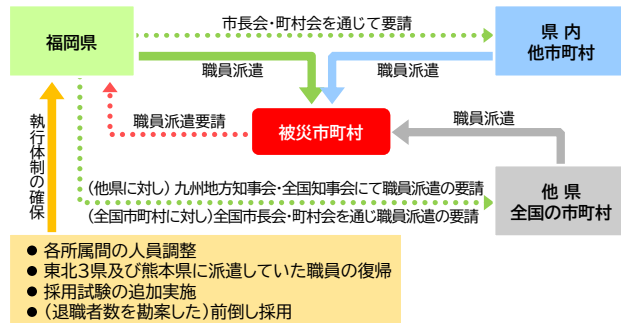 福岡県
市長会・町村会を通じて要請
県 内
他市町村
職員派遣
職員派遣
職員派遣要請
被災市町村
職員派遣
執行体制の確保
(他県に対し) 九州地方知事会・全国知事会にて職員派遣の要請
(全国市町村に対し)全国市長会・町村会を通じ職員派遣の要請
他 県
全国の市町村
● 各所属間の人員調整
● 東北3県及び熊本県に派遣していた職員の復帰
● 採用試験の追加実施
● (退職者数を勘案した)前倒し採用